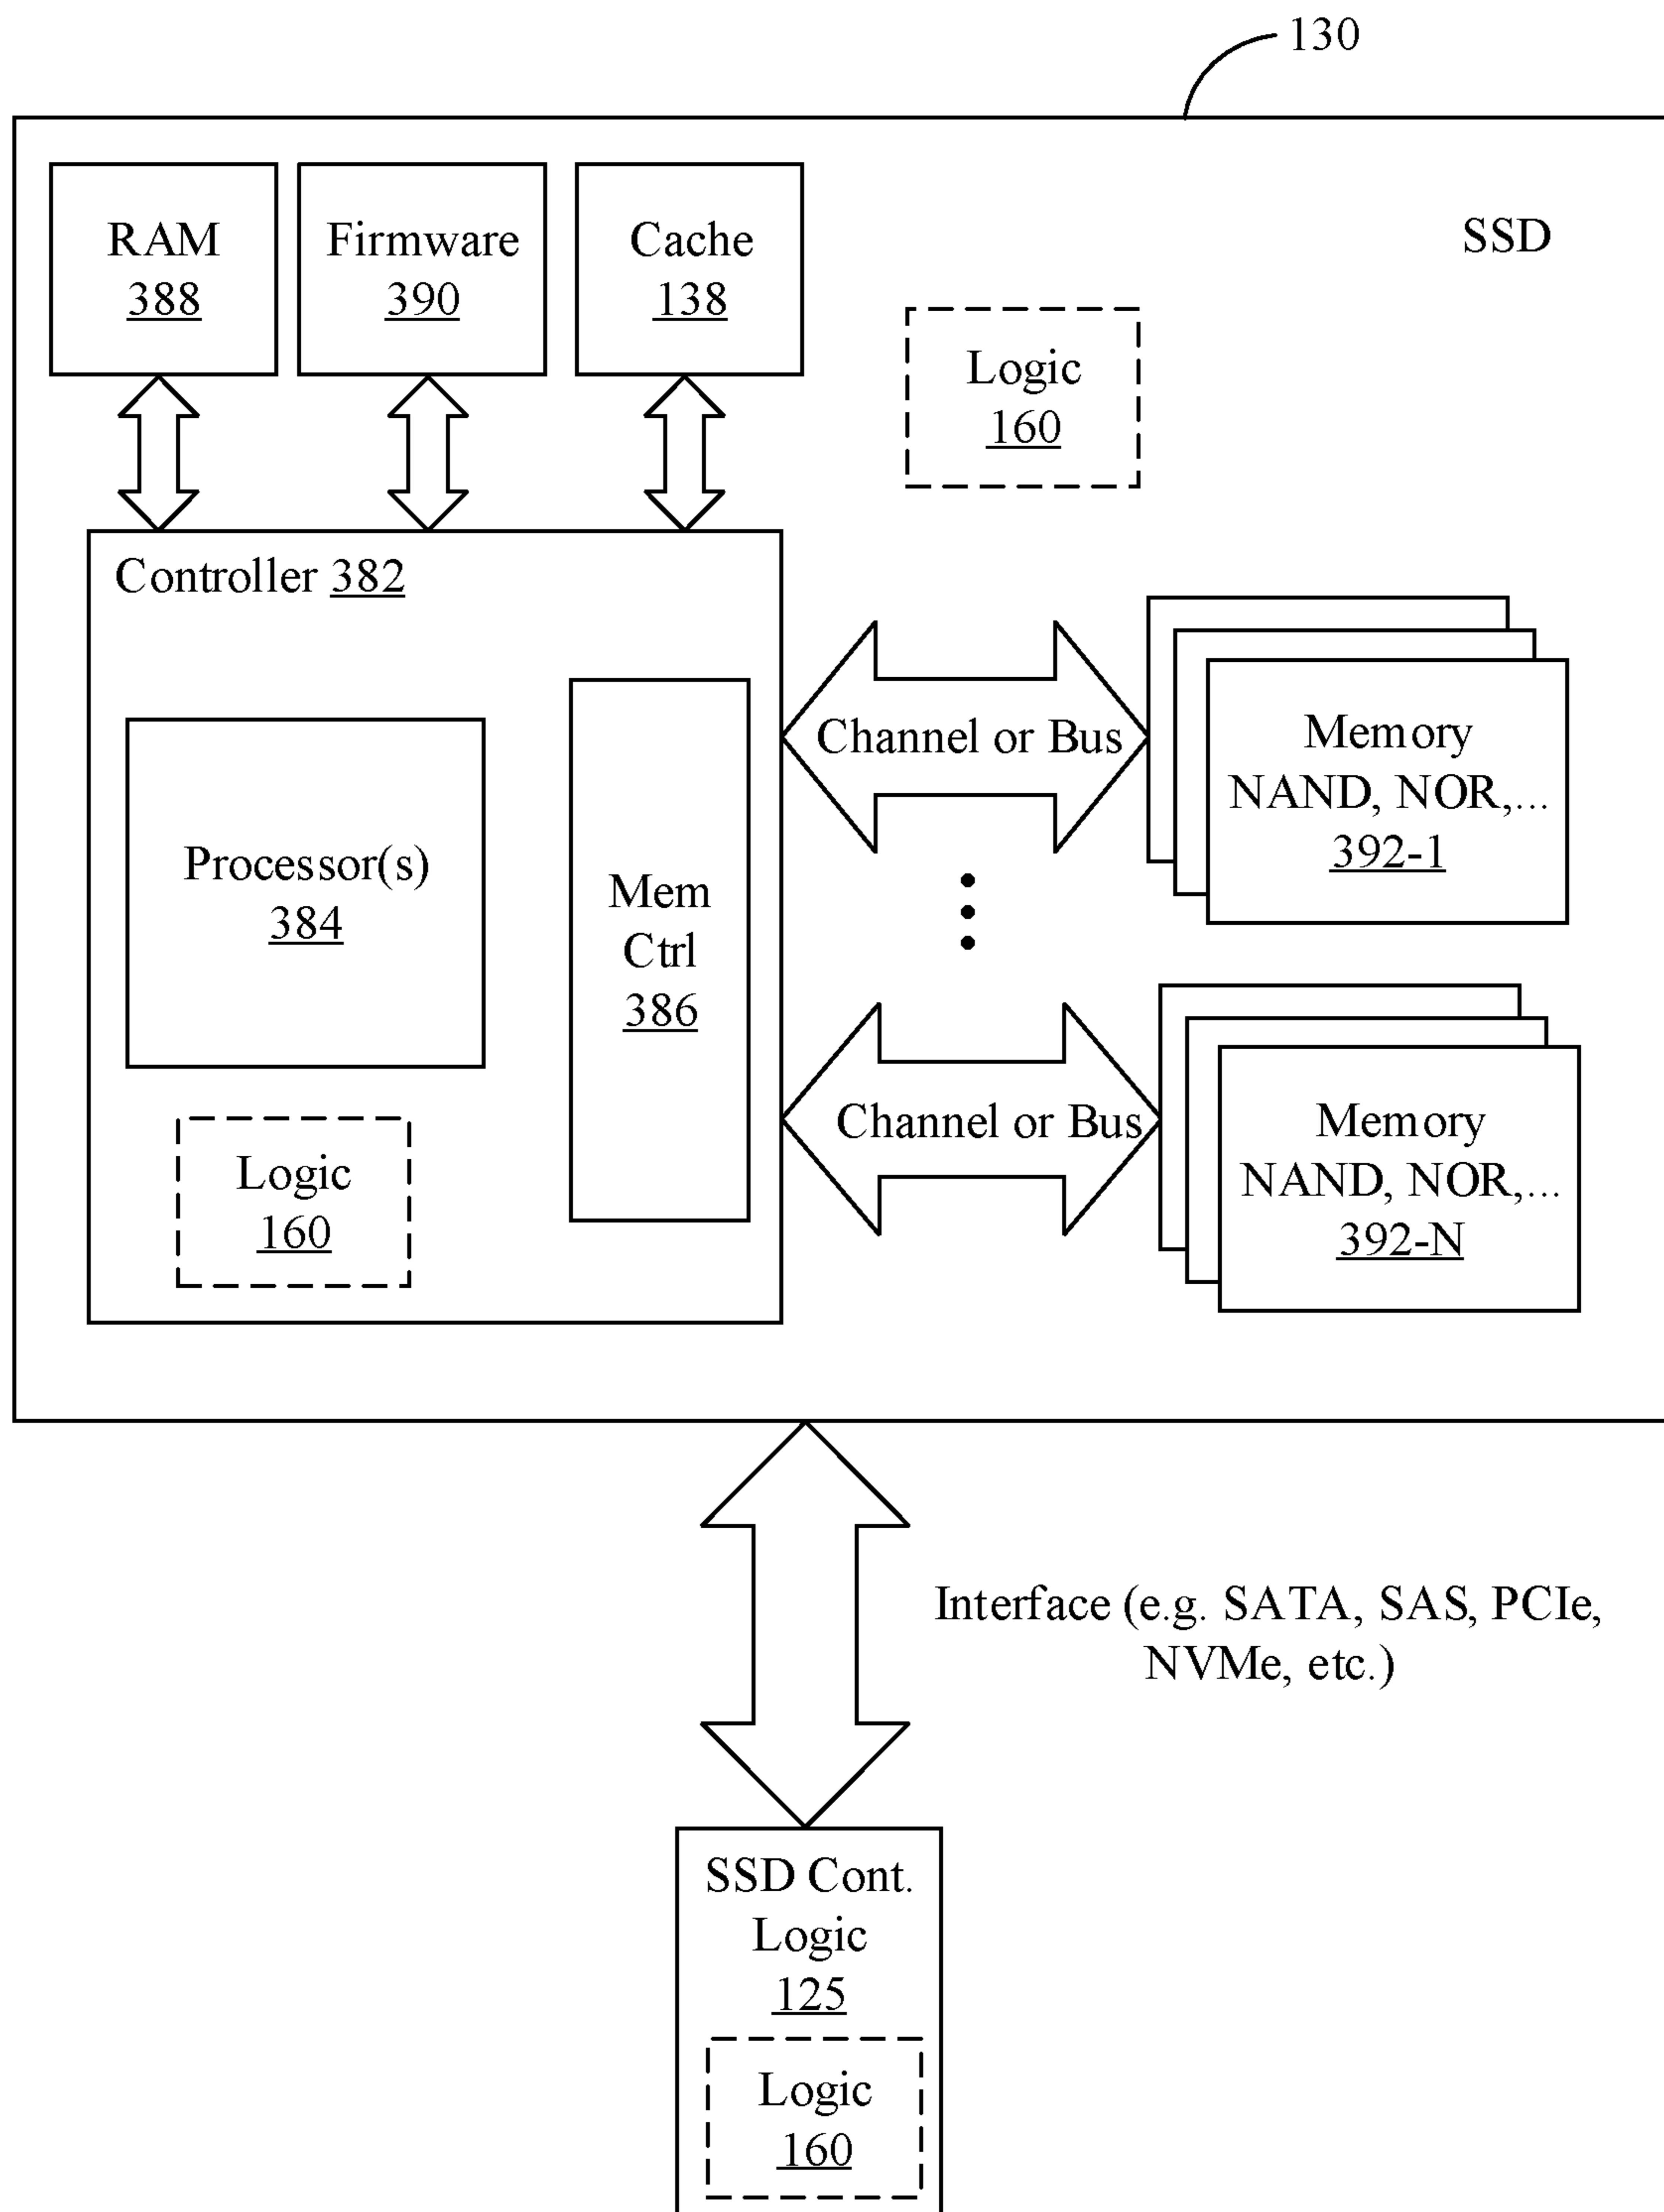 130
RAM
388
Firmware
390
Cache
138
SSD
Logic
160
Controller 382
Processor(s)
384
Mem
Ctrl
386
Logic
160
Channel or Bus
Memory
NAND, NOR,...
392-1
Channel or Bus
Memory
NAND, NOR,...
392-N
Interface (e.g. SATA, SAS, PCIe,
NVMe, etc.)
SSD Cont.
Logic
125
Logic
160